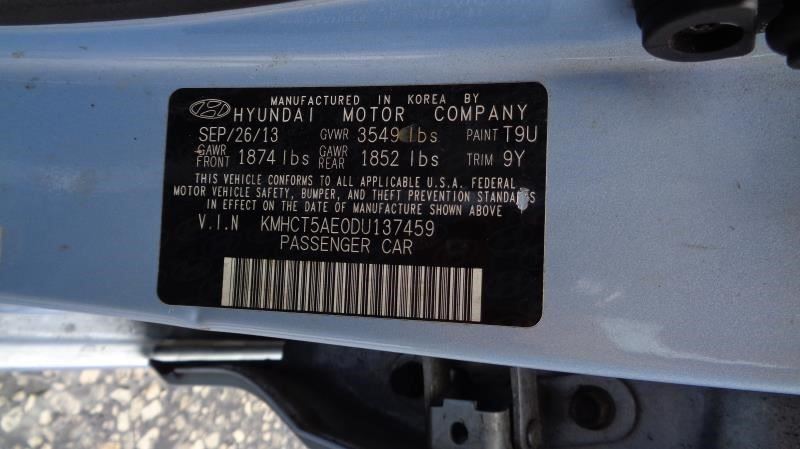 MANUFACTURED IN KOREA BY
HYUNDAI MOTOR COMPANY
SEP/26/13 GVWR 3549 lbs PAINT T9U
GAWR FRONT 1874 lbs GAWR REAR 1852 lbs TRIM 9Y
THIS VEHICLE CONFORMS TO ALL APPLICABLE U.S.A. FEDERAL
MOTOR VEHICLE SAFETY, BUMPER, AND THEFT PREVENTION STANDARDS
IN EFFECT ON THE DATE OF MANUFACTURE SHOWN ABOVE
V.I.N KMHCT5AE0DU137459
PASSENGER CAR